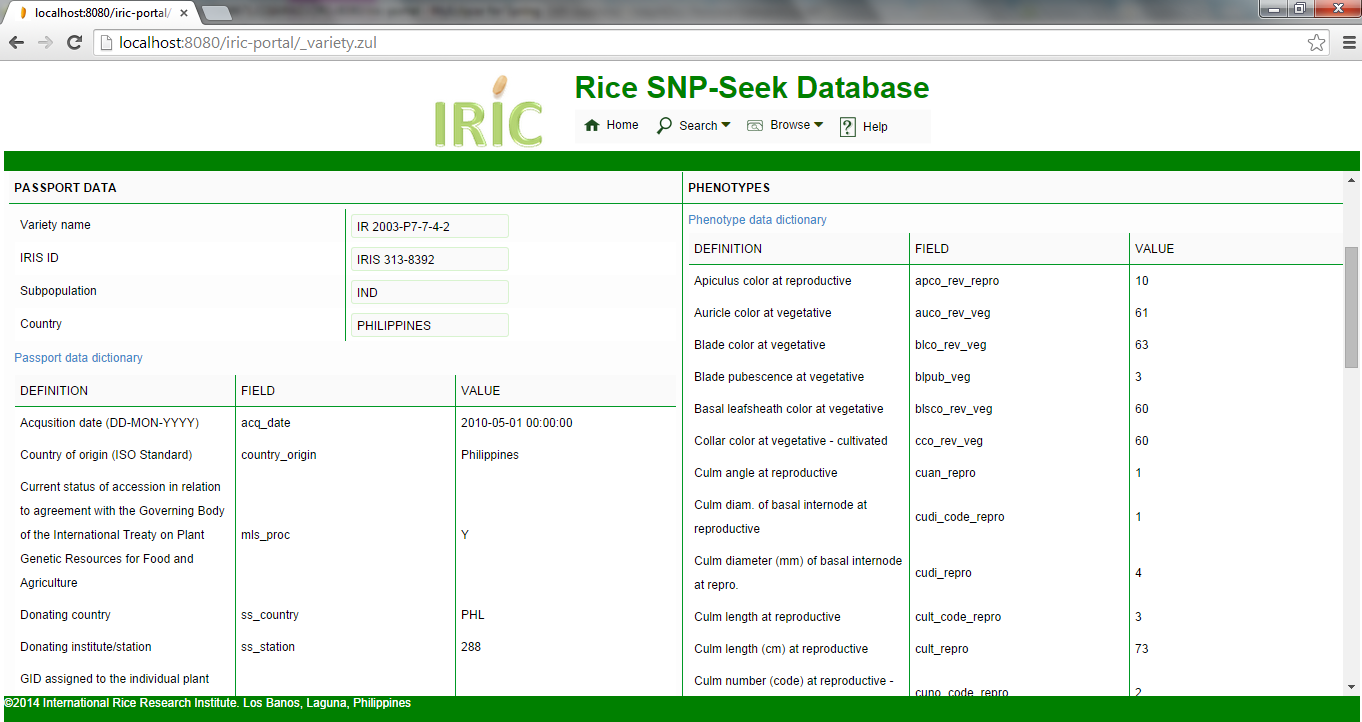 localhost:8080/iric-portal/
localhost:8080/iric-portal/_variety.zul
IRIC
Rice SNP-Seek Database
Home Search Browse ? Help
PASSPORT DATA
Variety name IR 2003-P7-7-4-2
IRIS ID IRIS 313-8392
Subpopulation IND
Country PHILIPPINES
Passport data dictionary
DEFINITION FIELD VALUE
Acqusition date (DD-MON-YYYY) acq_date 2010-05-01 00:00:00
Country of origin (ISO Standard) country_origin Philippines
Current status of accession in relation
to agreement with the Governing Body
of the International Treaty on Plant mls_proc Y
Genetic Resources for Food and
Agriculture
Donating country ss_country PHL
Donating institute/station ss_station 288
GID assigned to the individual plant
PHENOTYPES
Phenotype data dictionary
DEFINITION FIELD VALUE
Apiculus color at reproductive apco_rev_repro 10
Auricle color at vegetative auco_rev_veg 61
Blade color at vegetative blco_rev_veg 63
Blade pubescence at vegetative blpub_veg 3
Basal leafsheath color at vegetative blsco_rev_veg 60
Collar color at vegetative - cultivated cco_rev_veg 60
Culm angle at reproductive cuan_repro 1
Culm diam. of basal internode at
reproductive cudi_code_repro 1
Culm diameter (mm) of basal internode
at repro. cudi_repro 4
Culm length at reproductive cult_code_repro 3
Culm length (cm) at reproductive cult_repro 73
Culm number (code) at reproductive - cuno_code_repro 2
©2014 International Rice Research Institute. Los Banos, Laguna, Philippines